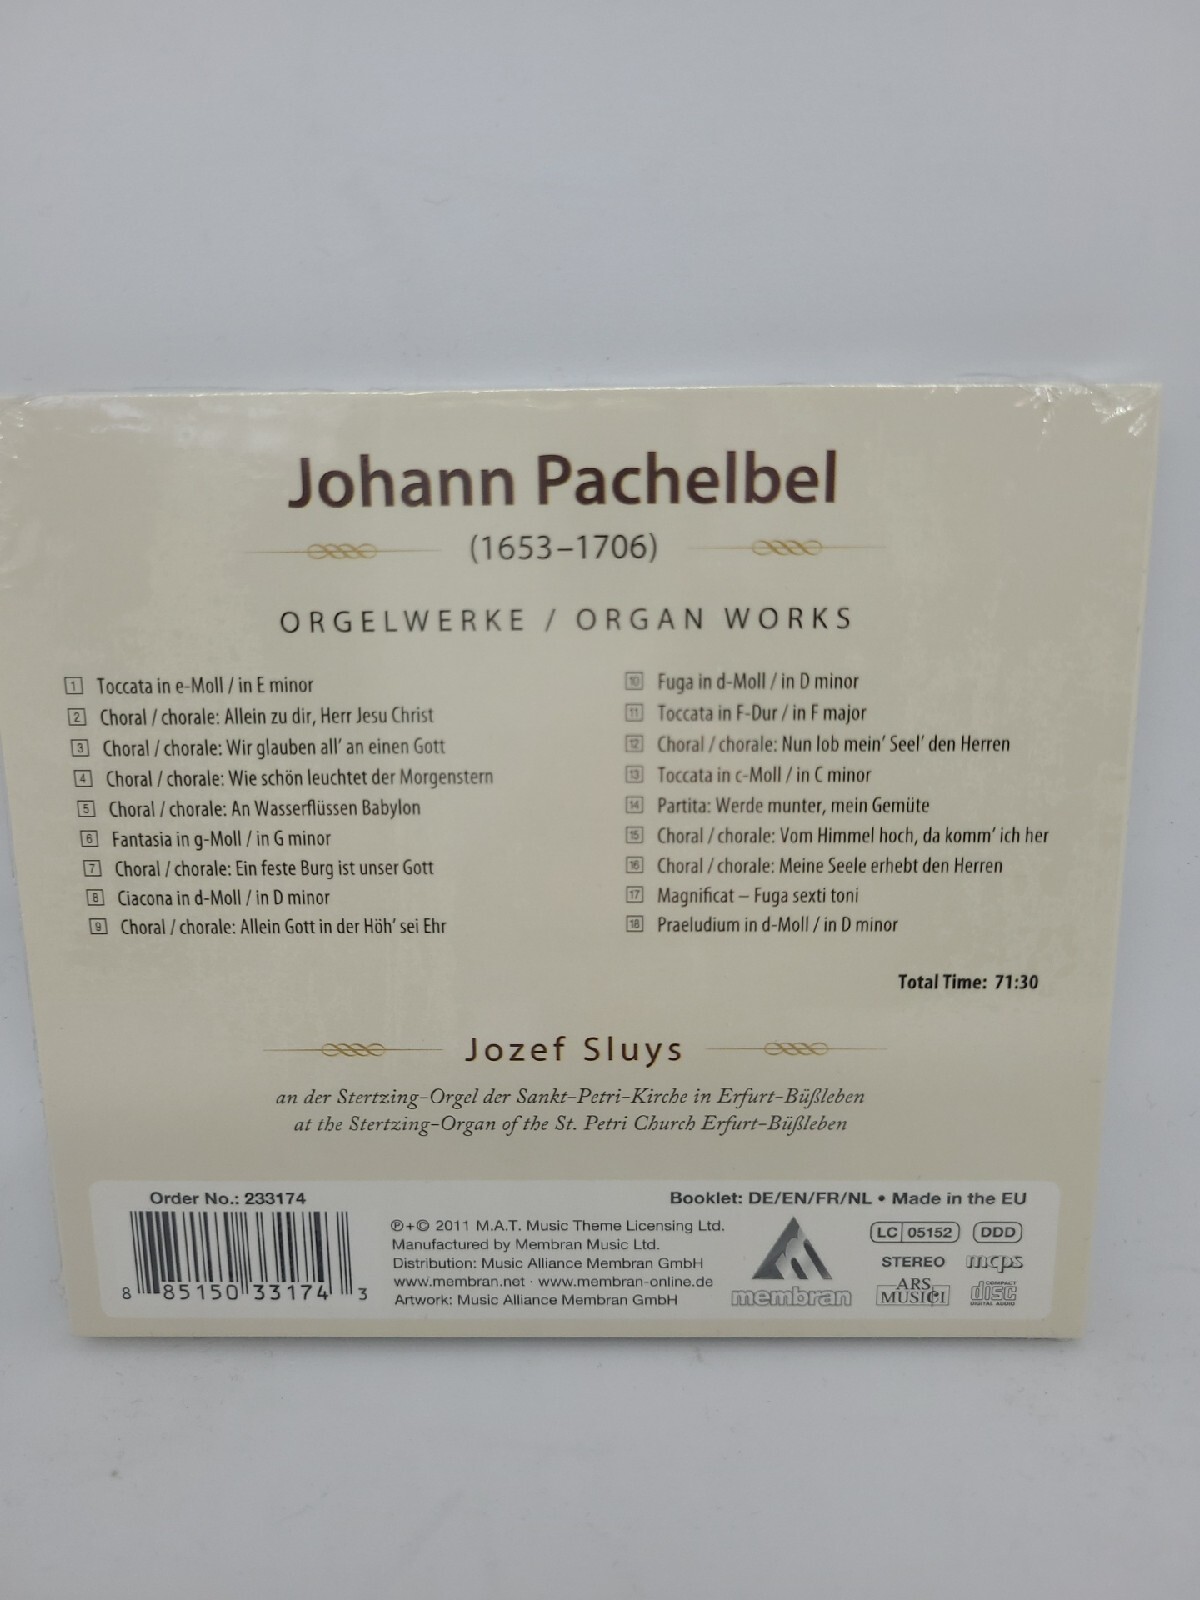 Johann Pachelbel
(1653–1706)
ORGELWERKE / ORGAN WORKS
1 Toccata in e-Moll / in E minor
2 Choral / chorale: Allein zu dir, Herr Jesu Christ
3 Choral / chorale: Wir glauben all' an einen Gott
4 Choral / chorale: Wie schön leuchtet der Morgenstern
5 Choral / chorale: An Wasserflüssen Babylon
6 Fantasia in g-Moll / in G minor
7 Choral / chorale: Ein feste Burg ist unser Gott
8 Ciacona in d-Moll / in D minor
9 Choral / chorale: Allein Gott in der Höh' sei Ehr
10 Fuga in d-Moll / in D minor
11 Toccata in F-Dur / in F major
12 Choral / chorale: Nun lob mein' Seel' den Herren
13 Toccata in c-Moll / in C minor
14 Partita: Werde munter, mein Gemüte
15 Choral / chorale: Vom Himmel hoch, da komm' ich her
16 Choral / chorale: Meine Seele erhebt den Herren
17 Magnificat – Fuga sexti toni
18 Praeludium in d-Moll / in D minor
Total Time: 71:30
Jozef Sluys
an der Stertzing-Orgel der Sankt-Petri-Kirche in Erfurt-Büßleben
at the Stertzing-Organ of the St. Petri Church Erfurt-Büßleben
Order No.: 233174
8 85150 33174 3
℗+© 2011 M.A.T. Music Theme Licensing Ltd.
Manufactured by Membran Music Ltd.
Distribution: Music Alliance Membran GmbH
www.membran.net · www.membran-online.de
Artwork: Music Alliance Membran GmbH
membran
Booklet: DE/EN/FR/NL • Made in the EU
LC 05152 DDD
STEREO mcps
ARS MUSICI
COMPACT disc DIGITAL AUDIO